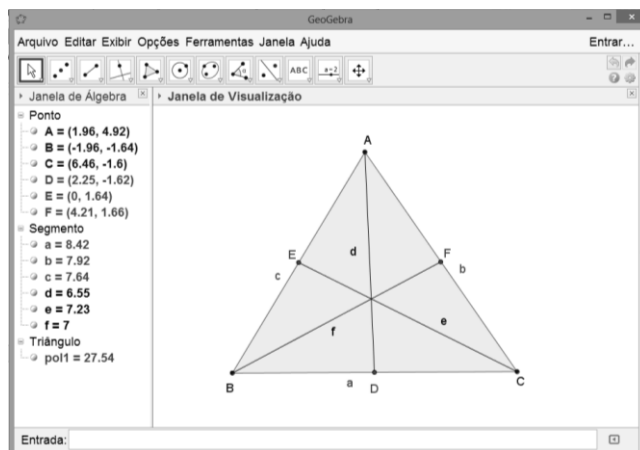 GeoGebra
Arquivo Editar Exibir Opções Ferramentas Janela Ajuda Entrar...
ABC a=2
Janela de Álgebra
Janela de Visualização
Ponto
A = (1.96, 4.92)
B = (-1.96, -1.64)
C = (6.46, -1.6)
D = (2.25, -1.62)
E = (0, 1.64)
F = (4.21, 1.66)
Segmento
a = 8.42
b = 7.92
c = 7.64
d = 6.55
e = 7.23
f = 7
Triângulo
pol1 = 27.54
A
E d F
c b
f e
B a D C
Entrada: